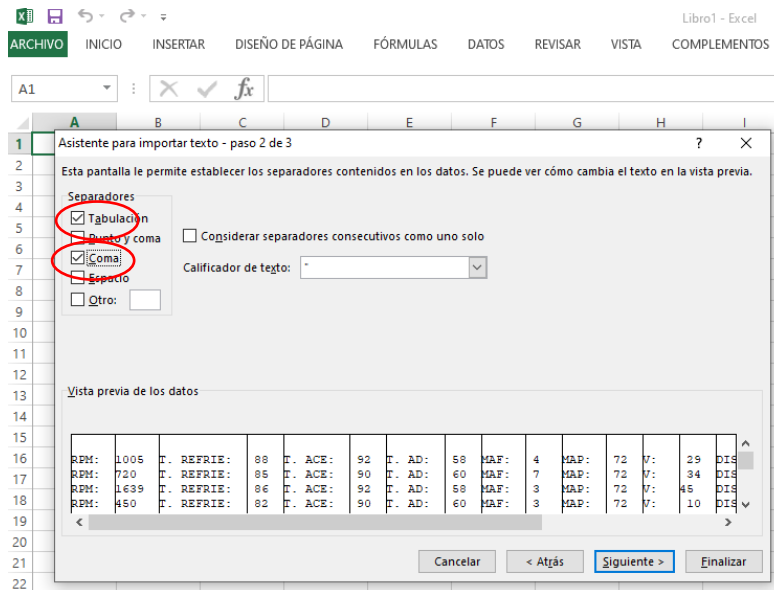 Libro1 - Excel
ARCHIVO INICIO INSERTAR DISEÑO DE PÁGINA FÓRMULAS DATOS REVISAR VISTA COMPLEMENTOS
A1 fx
A B C D E F G H I
1
Asistente para importar texto - paso 2 de 3 ? ×
2
Esta pantalla le permite establecer los separadores contenidos en los datos. Se puede ver cómo cambia el texto en la vista previa.
3
Separadores
4
Tabulación
5
Punto y coma
Considerar separadores consecutivos como uno solo
6
Coma
Calificador de texto: "
7
Espacio
8
Otro:
9
10
11
12
Vista previa de los datos
13
14
15
16 RPM: 1005 T. REFRIE: 88 T. ACE: 92 T. AD: 58 MAF: 4 MAP: 72 V: 29 DIS
17 RPM: 720 T. REFRIE: 85 T. ACE: 90 T. AD: 60 MAF: 7 MAP: 72 V: 34 DIS
RPM: 1639 T. REFRIE: 86 T. ACE: 92 T. AD: 58 MAF: 3 MAP: 72 V: 45 DIS
18 RPM: 450 T. REFRIE: 82 T. ACE: 90 T. AD: 60 MAF: 3 MAP: 72 V: 10 DIS
19
20
21 Cancelar < Atrás Siguiente > Finalizar
22